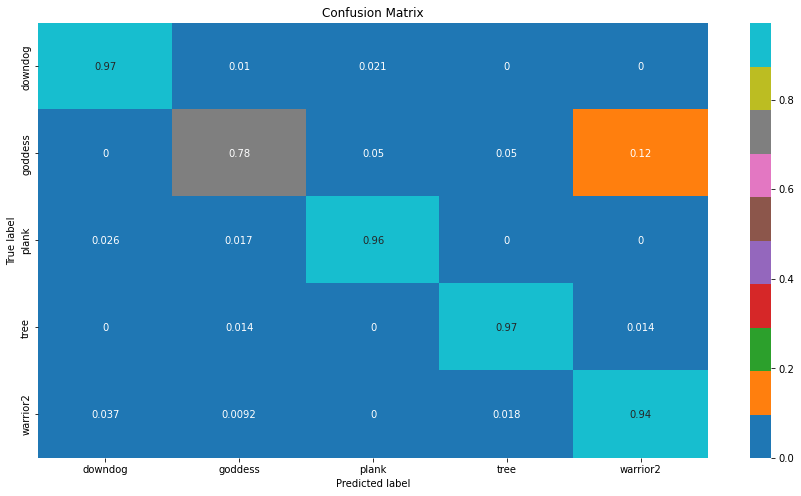 Confusion Matrix
downdog 0.97 0.01 0.021 0 0
goddess 0 0.78 0.05 0.05 0.12
plank 0.026 0.017 0.96 0 0
tree 0 0.014 0 0.97 0.014
warrior2 0.037 0.0092 0 0.018 0.94
True label
downdog goddess plank tree warrior2
Predicted label
0.8
0.6
0.4
0.2
0.0